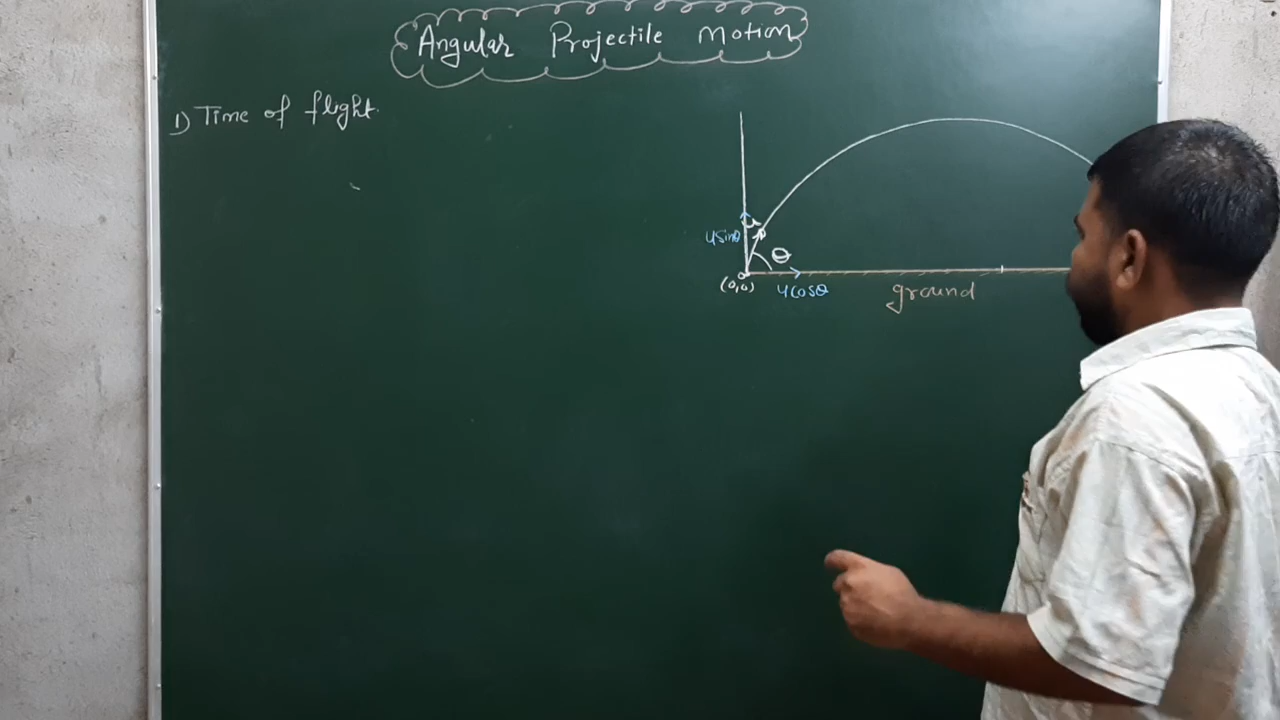 Angular Projectile Motion
1) Time of flight.
u
usinθ
θ
(0,0)
ucosθ
ground